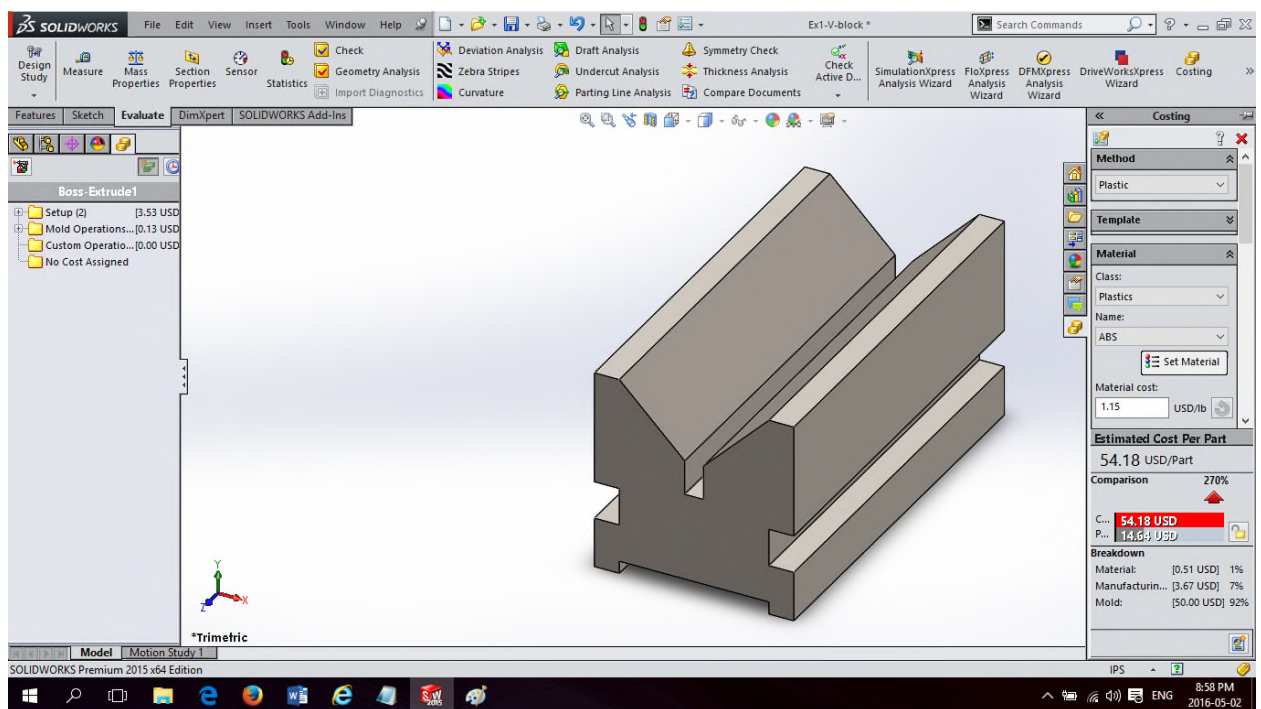 SOLIDWORKS File Edit View Insert Tools Window Help Ex1-V-block * Search Commands
Design Study
Measure
Mass Properties
Section Properties
Sensor
Statistics
Check
Geometry Analysis
Import Diagnostics
Deviation Analysis
Zebra Stripes
Curvature
Draft Analysis
Undercut Analysis
Parting Line Analysis
Symmetry Check
Thickness Analysis
Compare Documents
Check Active D...
SimulationXpress Analysis Wizard
FloXpress Analysis Wizard
DFMXpress Analysis Wizard
DriveWorksXpress Wizard
Costing
Features Sketch Evaluate DimXpert SOLIDWORKS Add-Ins
Boss-Extrude1
Setup (2) [3.53 USD
Mold Operations...[0.13 USD
Custom Operatio...[0.00 USD
No Cost Assigned
Y
X
Z
*Trimetric
Costing
Method
Plastic
Template
Material
Class:
Plastics
Name:
ABS
Set Material
Material cost:
1.15 USD/lb
Estimated Cost Per Part
54.18 USD/Part
Comparison 270%
C... 54.18 USD
P... 14.64 USD
Breakdown
Material: [0.51 USD] 1%
Manufacturin... [3.67 USD] 7%
Mold: [50.00 USD] 92%
Model Motion Study 1
SOLIDWORKS Premium 2015 x64 Edition IPS
ENG 8:58 PM
2016-05-02